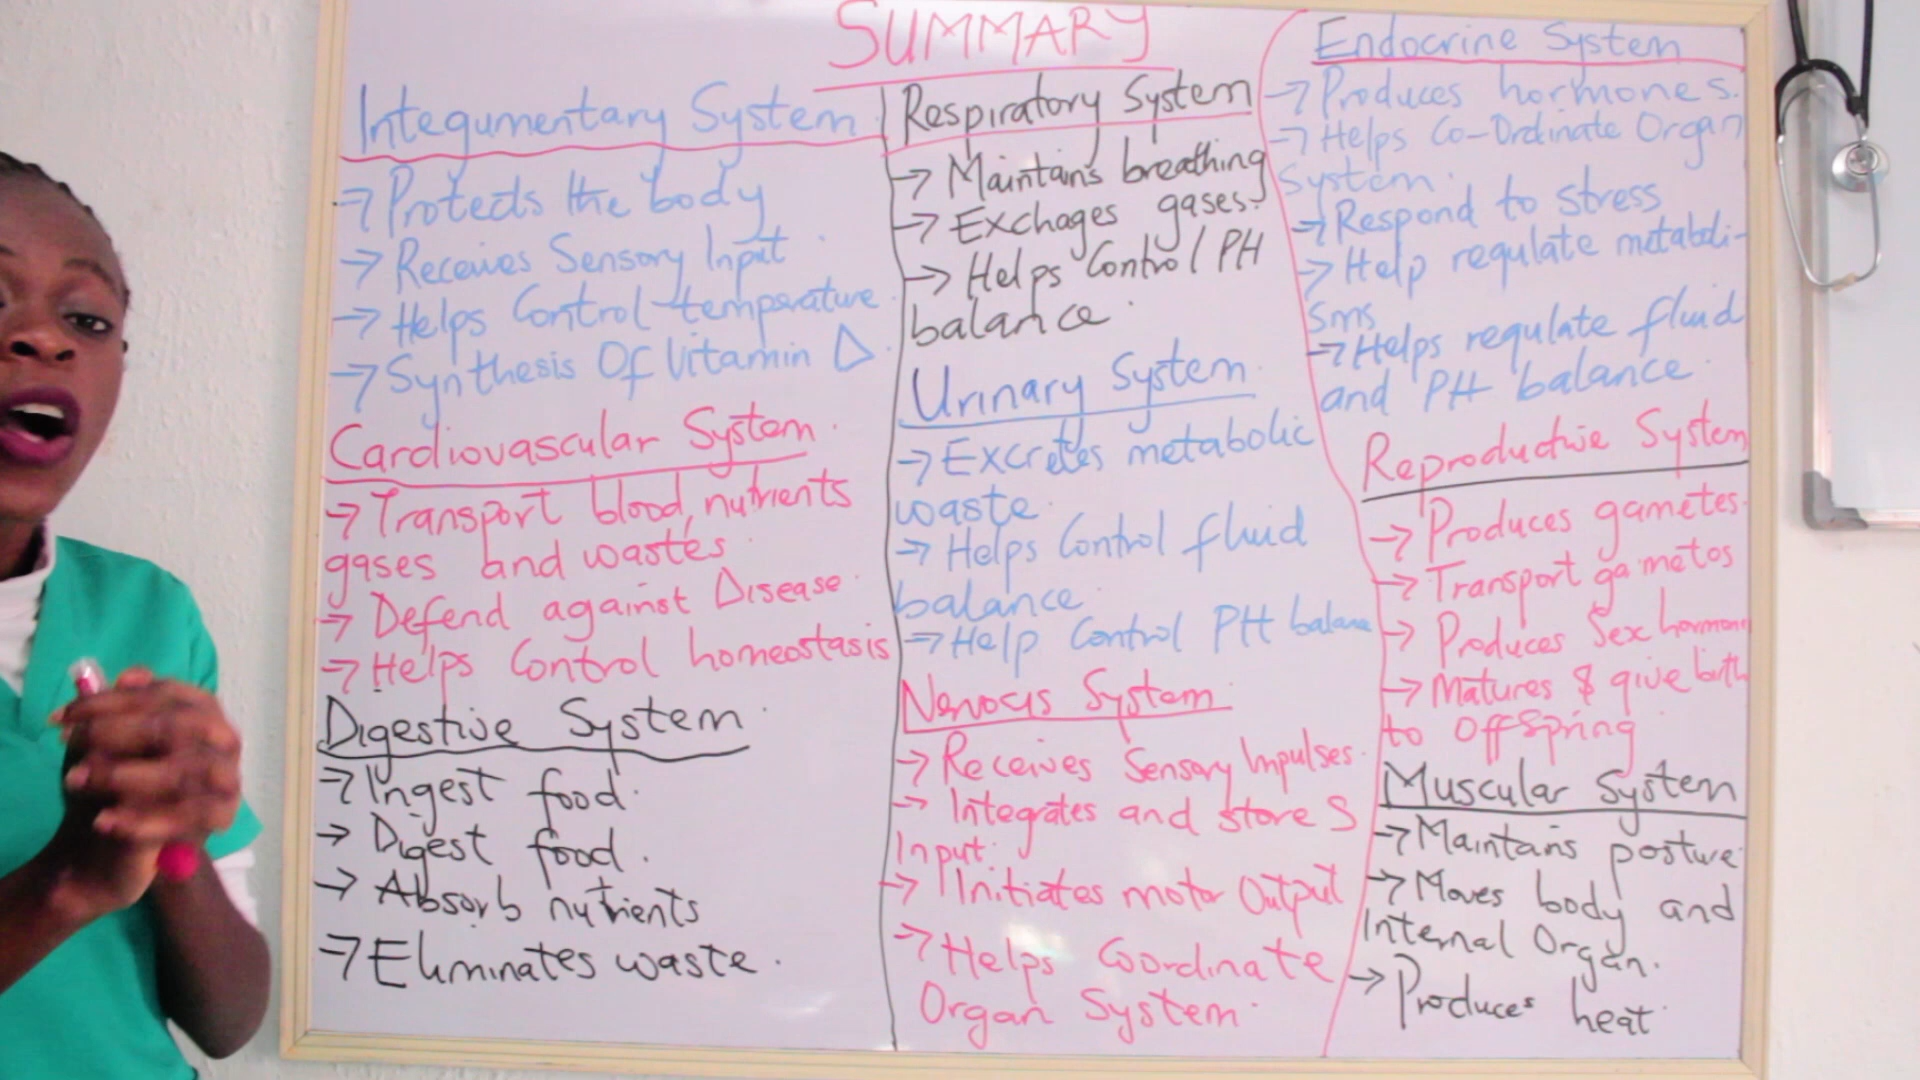 SUMMARY
Integumentary System
→ Protects the body
→ Receives Sensory Input
→ Helps Control temperature
→ Synthesis Of Vitamin D
Cardiovascular System
→ Transport blood, nutrients
gases and wastes
→ Defend against Disease
→ Helps Control homeostasis
Digestive System
→ Ingest food
→ Digest food
→ Absorb nutrients
→ Eliminates waste
Respiratory System
→ Maintains breathing
→ Exchages gases
→ Helps Control PH
balance
Urinary System
→ Excretes metabolic
waste
→ Helps Control fluid
balance
→ Help Control PH balance
Nervous System
→ Receives Sensory Impulses
→ Integrates and store S
Input
→ Initiates motor Output
→ Helps Coordinate
Organ System
Endocrine System
→ Produces hormones.
→ Helps Co-Ordinate Organ
System
→ Respond to stress
→ Help regulate metaboli-
sms
→ Helps regulate fluid
and PH balance
Reproductive System
→ Produces gametes
→ Transport gametes
→ Produces Sex hormone
→ Matures & give birth
to Offspring
Muscular System
→ Maintains posture
→ Moves body and
Internal Organ.
→ Produces heat